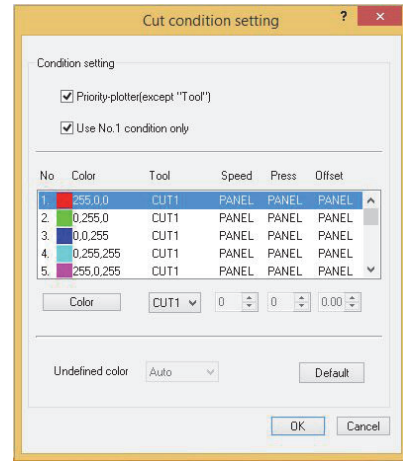 Cut condition setting ? ×
Condition setting
Priority-plotter(except "Tool")
Use No.1 condition only
No Color Tool Speed Press Offset
1. 255,0,0 CUT1 PANEL PANEL PANEL
2. 0,255,0 CUT1 PANEL PANEL PANEL
3. 0,0,255 CUT1 PANEL PANEL PANEL
4. 0,255,255 CUT1 PANEL PANEL PANEL
5. 255,0,255 CUT1 PANEL PANEL PANEL
Color CUT1 0 0 0.00
Undefined color Auto Default
OK Cancel